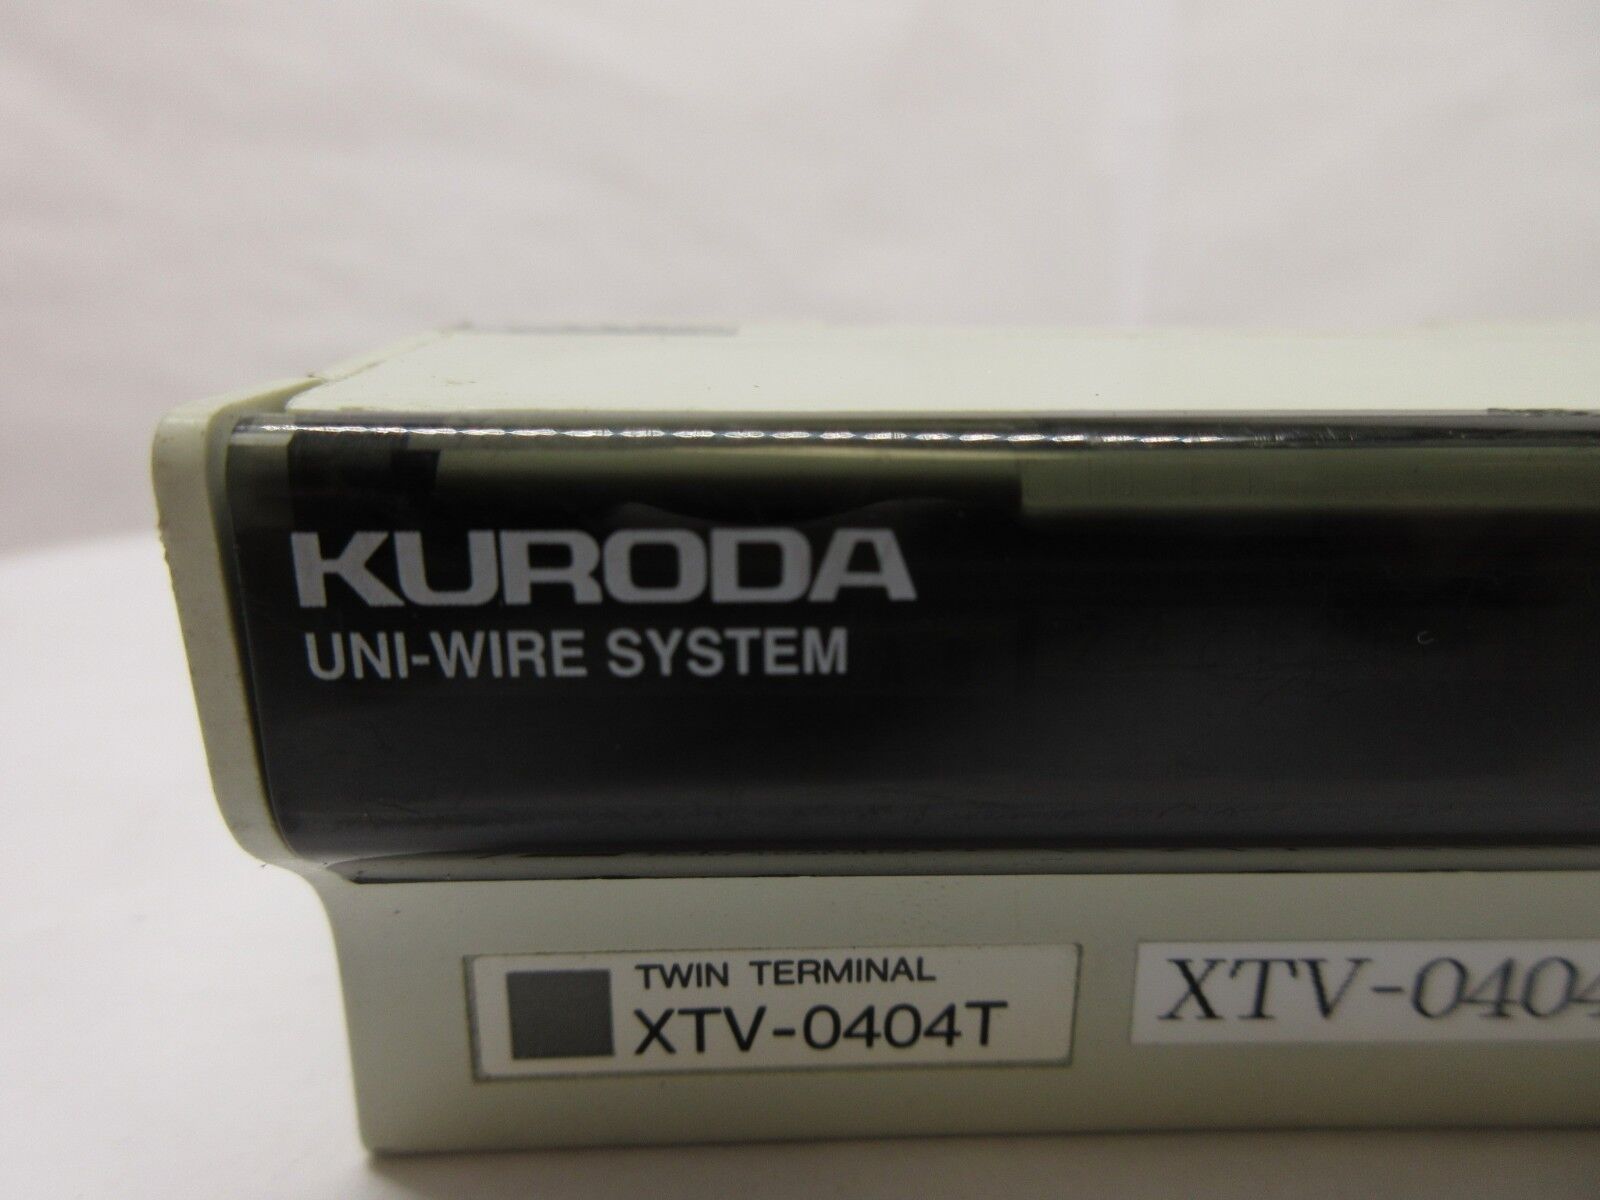 KURODA
UNI-WIRE SYSTEM
TWIN TERMINAL
XTV-0404T
XTV-0404